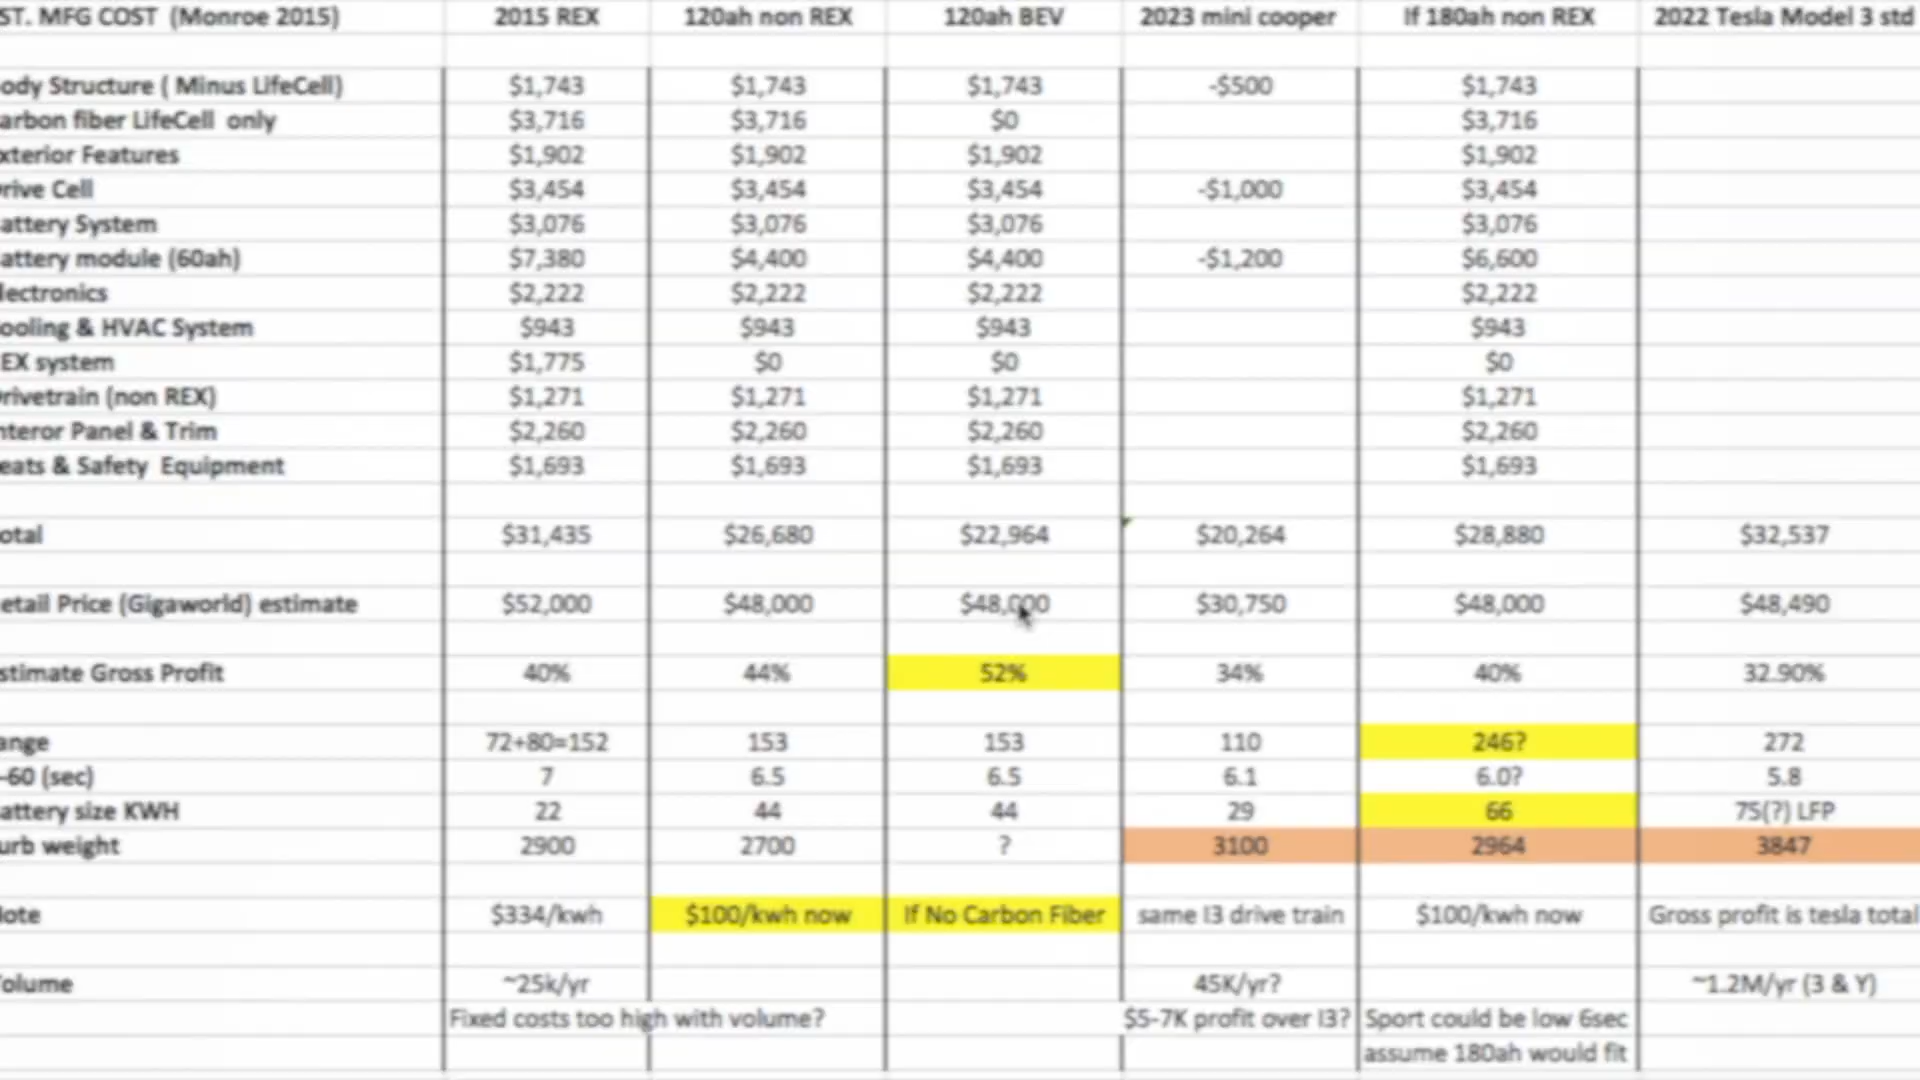 ST. MFG COST (Monroe 2015) 2015 REX 120ah non REX 120ah BEV 2023 mini cooper If 180ah non REX 2022 Tesla Model 3 std
ody Structure ( Minus LifeCell) $1,743 $1,743 $1,743 -$500 $1,743
arbon fiber LifeCell only $3,716 $3,716 $0 $3,716
xterior Features $1,902 $1,902 $1,902 $1,902
rive Cell $3,454 $3,454 $3,454 -$1,000 $3,454
attery System $3,076 $3,076 $3,076 $3,076
attery module (60ah) $7,380 $4,400 $4,400 -$1,200 $6,600
lectronics $2,222 $2,222 $2,222 $2,222
ooling & HVAC System $943 $943 $943 $943
EX system $1,775 $0 $0 $0
rivetrain (non REX) $1,271 $1,271 $1,271 $1,271
nteror Panel & Trim $2,260 $2,260 $2,260 $2,260
eats & Safety Equipment $1,693 $1,693 $1,693 $1,693
otal $31,435 $26,680 $22,964 $20,264 $28,880 $32,537
etail Price (Gigaworld) estimate $52,000 $48,000 $48,000 $30,750 $48,000 $48,490
stimate Gross Profit 40% 44% 52% 34% 40% 32.90%
ange 72+80=152 153 153 110 246? 272
-60 (sec) 7 6.5 6.5 6.1 6.0? 5.8
attery size KWH 22 44 44 29 66 75(?) LFP
urb weight 2900 2700 ? 3100 2964 3847
lote $334/kwh $100/kwh now If No Carbon Fiber same I3 drive train $100/kwh now Gross profit is tesla total
olume ~25k/yr 45K/yr? ~1.2M/yr (3 & Y)
Fixed costs too high with volume? $5-7K profit over I3? Sport could be low 6sec
assume 180ah would fit